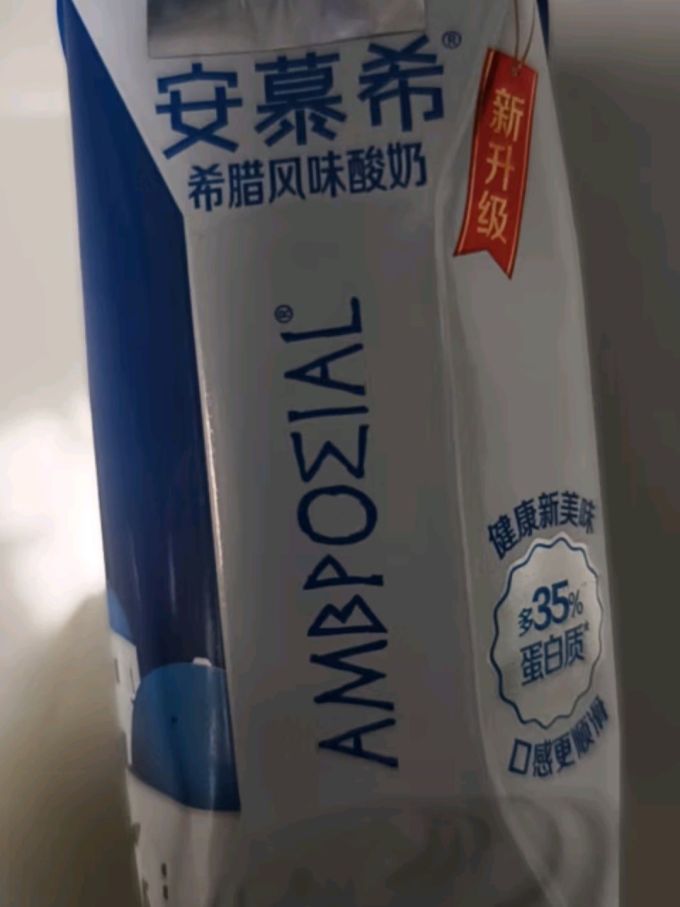 安慕希®
希腊风味酸奶
新升级
AMBPOΣIAL®
健康新美味
多35%
蛋白质*
口感更顺滑